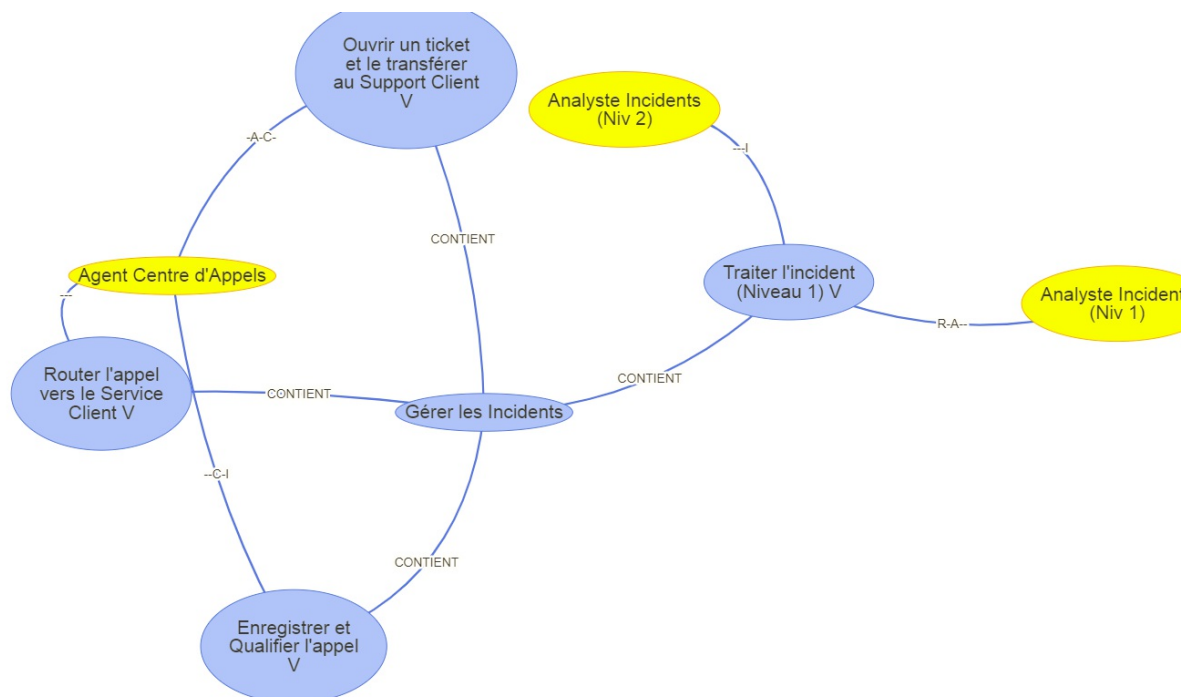 Ouvrir un ticket
et le transférer
au Support Client
V
Analyste Incidents
(Niv 2)
-A-C-
---I
CONTIENT
Agent Centre d'Appels
Traiter l'incident
(Niveau 1) V
---
Analyste Incident
(Niv 1)
R-A--
Router l'appel
vers le Service
Client V
CONTIENT
CONTIENT
Gérer les Incidents
--C-I
CONTIENT
Enregistrer et
Qualifier l'appel
V